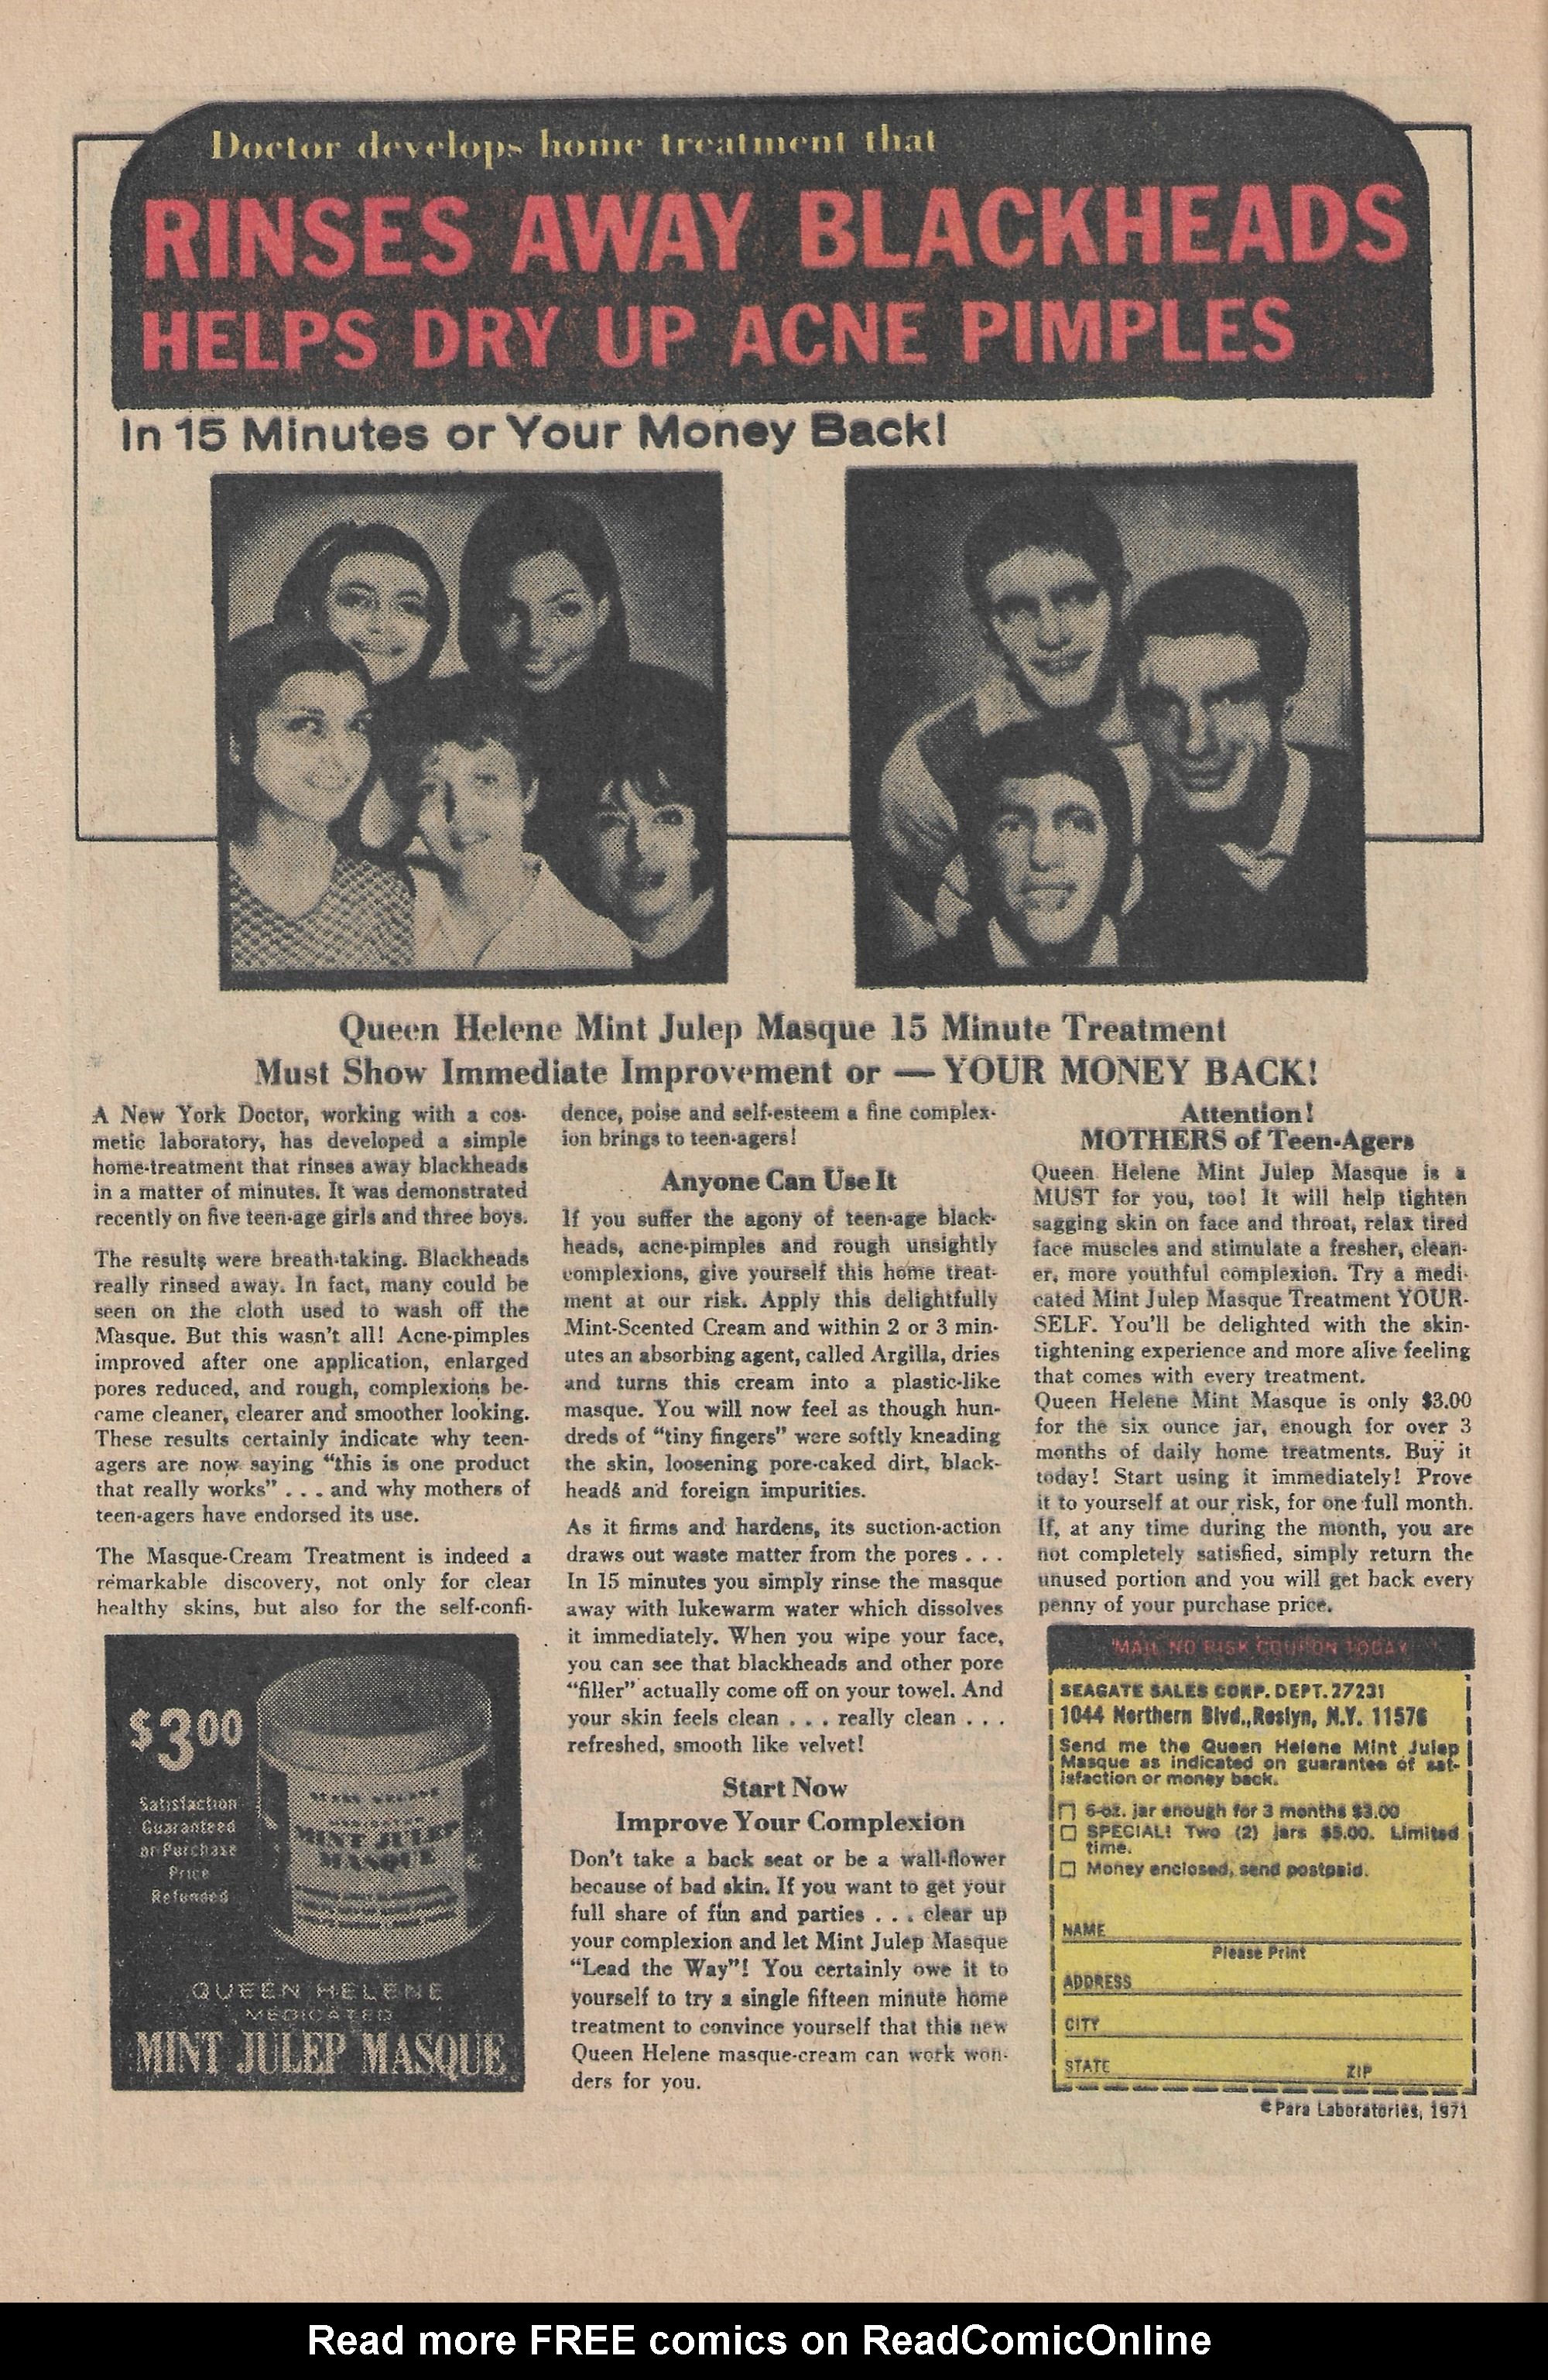 Doctor develops home treatment that
RINSES AWAY BLACKHEADS
HELPS DRY UP ACNE PIMPLES
In 15 Minutes or Your Money Back!
Queen Helene Mint Julep Masque 15 Minute Treatment
Must Show Immediate Improvement or — YOUR MONEY BACK!
A New York Doctor, working with a cos-
metic laboratory, has developed a simple
home-treatment that rinses away blackheads
in a matter of minutes. It was demonstrated
recently on five teen-age girls and three boys.
The results were breath-taking. Blackheads
really rinsed away. In fact, many could be
seen on the cloth used to wash off the
Masque. But this wasn't all! Acne-pimples
improved after one application, enlarged
pores reduced, and rough, complexions be-
came cleaner, clearer and smoother looking.
These results certainly indicate why teen-
agers are now saying "this is one product
that really works" . . . and why mothers of
teen-agers have endorsed its use.
The Masque-Cream Treatment is indeed a
remarkable discovery, not only for clear
healthy skins, but also for the self-confi-
$3.00
Satisfaction
Guaranteed
or Purchase
Price
Refunded
MINT JULEP
MASQUE
QUEEN HELENE
MEDICATED
MINT JULEP MASQUE
dence, poise and self-esteem a fine complex-
ion brings to teen-agers!
Anyone Can Use It
If you suffer the agony of teen-age black-
heads, acne-pimples and rough unsightly
complexions, give yourself this home treat-
ment at our risk. Apply this delightfully
Mint-Scented Cream and within 2 or 3 min-
utes an absorbing agent, called Argilla, dries
and turns this cream into a plastic-like
masque. You will now feel as though hun-
dreds of "tiny fingers" were softly kneading
the skin, loosening pore-caked dirt, black-
heads and foreign impurities.
As it firms and hardens, its suction-action
draws out waste matter from the pores . . .
In 15 minutes you simply rinse the masque
away with lukewarm water which dissolves
it immediately. When you wipe your face,
you can see that blackheads and other pore
"filler" actually come off on your towel. And
your skin feels clean . . . really clean . . .
refreshed, smooth like velvet!
Start Now
Improve Your Complexion
Don't take a back seat or be a wall-flower
because of bad skin. If you want to get your
full share of fun and parties . . . clear up
your complexion and let Mint Julep Masque
"Lead the Way"! You certainly owe it to
yourself to try a single fifteen minute home
treatment to convince yourself that this new
Queen Helene masque-cream can work won-
ders for you.
Attention!
MOTHERS of Teen-Agers
Queen Helene Mint Julep Masque is a
MUST for you, too! It will help tighten
sagging skin on face and throat, relax tired
face muscles and stimulate a fresher, clean-
er, more youthful complexion. Try a medi-
cated Mint Julep Masque Treatment YOUR-
SELF. You'll be delighted with the skin-
tightening experience and more alive feeling
that comes with every treatment.
Queen Helene Mint Masque is only $3.00
for the six ounce jar, enough for over 3
months of daily home treatments. Buy it
today! Start using it immediately! Prove
it to yourself at our risk, for one full month.
If, at any time during the month, you are
not completely satisfied, simply return the
unused portion and you will get back every
penny of your purchase price.
MAIL NO RISK COUPON TODAY
SEAGATE SALES CORP. DEPT. 27231
1044 Northern Blvd., Roslyn, N.Y. 11576
Send me the Queen Helene Mint Julep
Masque as indicated on guarantee of sat-
isfaction or money back.
6-oz. jar enough for 3 months $3.00
SPECIAL! Two (2) jars $5.00. Limited
time.
Money enclosed, send postpaid.
NAME
Please Print
ADDRESS
CITY
STATE ZIP
© Para Laboratories, 1971
Read more FREE comics on ReadComicOnline